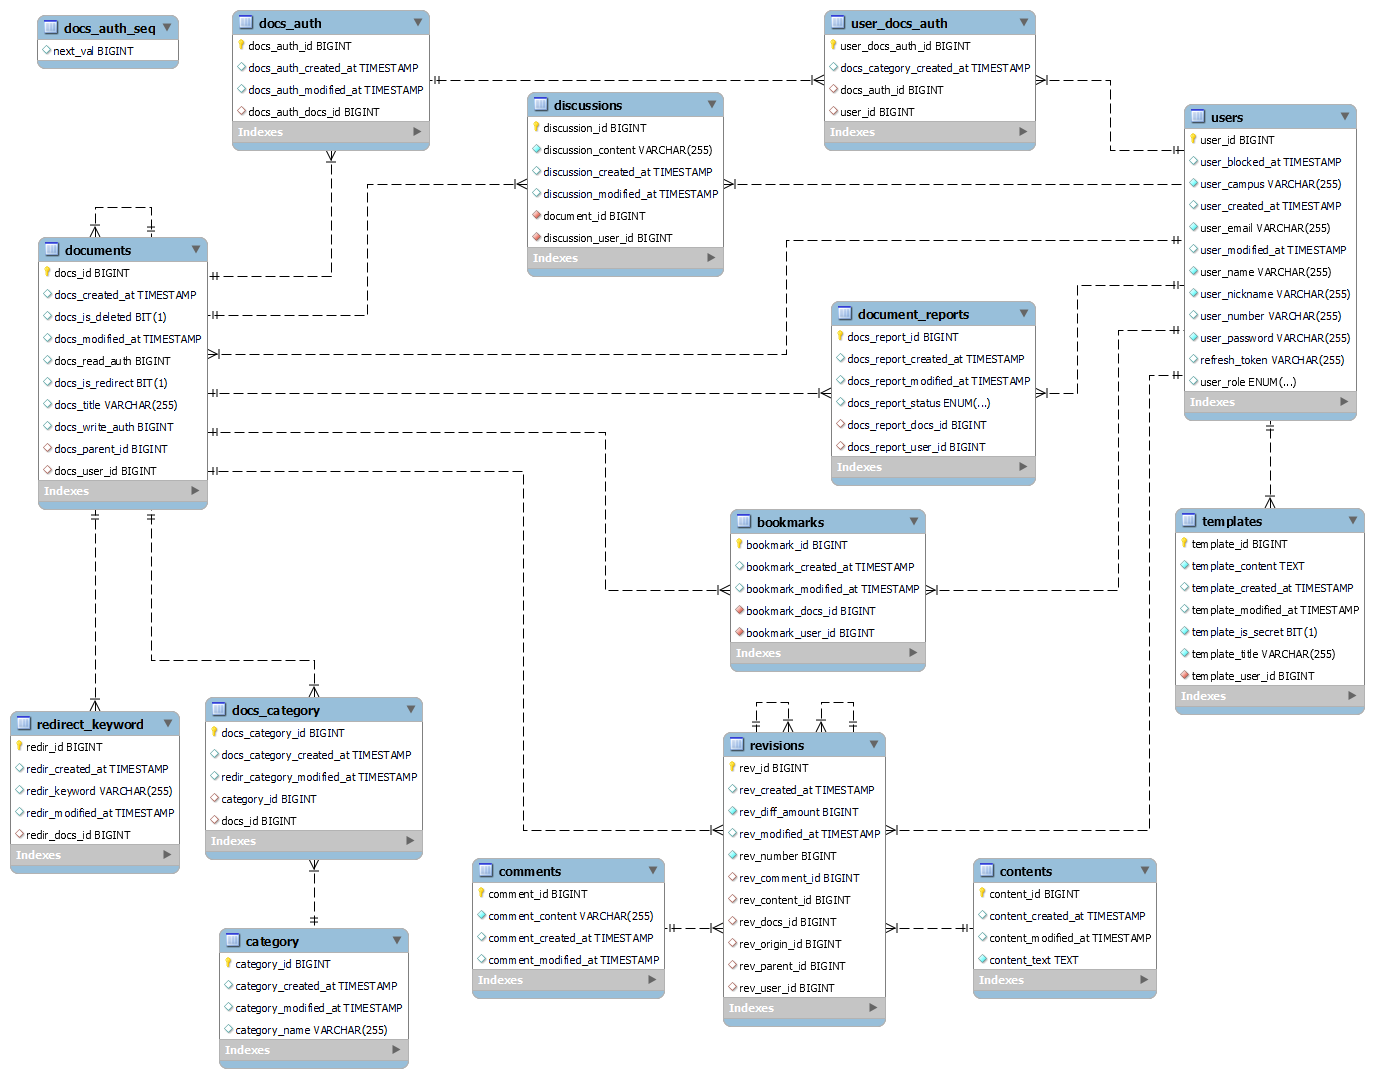 docs_auth_seq
next_val BIGINT
docs_auth
docs_auth_id BIGINT
docs_auth_created_at TIMESTAMP
docs_auth_modified_at TIMESTAMP
docs_auth_docs_id BIGINT
Indexes
user_docs_auth
user_docs_auth_id BIGINT
docs_category_created_at TIMESTAMP
docs_auth_id BIGINT
user_id BIGINT
Indexes
discussions
discussion_id BIGINT
discussion_content VARCHAR(255)
discussion_created_at TIMESTAMP
discussion_modified_at TIMESTAMP
document_id BIGINT
discussion_user_id BIGINT
Indexes
users
user_id BIGINT
user_blocked_at TIMESTAMP
user_campus VARCHAR(255)
user_created_at TIMESTAMP
user_email VARCHAR(255)
user_modified_at TIMESTAMP
user_name VARCHAR(255)
user_nickname VARCHAR(255)
user_number VARCHAR(255)
user_password VARCHAR(255)
refresh_token VARCHAR(255)
user_role ENUM(...)
Indexes
documents
docs_id BIGINT
docs_created_at TIMESTAMP
docs_is_deleted BIT(1)
docs_modified_at TIMESTAMP
docs_read_auth BIGINT
docs_is_redirect BIT(1)
docs_title VARCHAR(255)
docs_write_auth BIGINT
docs_parent_id BIGINT
docs_user_id BIGINT
Indexes
document_reports
docs_report_id BIGINT
docs_report_created_at TIMESTAMP
docs_report_modified_at TIMESTAMP
docs_report_status ENUM(...)
docs_report_docs_id BIGINT
docs_report_user_id BIGINT
Indexes
bookmarks
bookmark_id BIGINT
bookmark_created_at TIMESTAMP
bookmark_modified_at TIMESTAMP
bookmark_docs_id BIGINT
bookmark_user_id BIGINT
Indexes
templates
template_id BIGINT
template_content TEXT
template_created_at TIMESTAMP
template_modified_at TIMESTAMP
template_is_secret BIT(1)
template_title VARCHAR(255)
template_user_id BIGINT
Indexes
redirect_keyword
redir_id BIGINT
redir_created_at TIMESTAMP
redir_keyword VARCHAR(255)
redir_modified_at TIMESTAMP
redir_docs_id BIGINT
Indexes
docs_category
docs_category_id BIGINT
docs_category_created_at TIMESTAMP
redir_category_modified_at TIMESTAMP
category_id BIGINT
docs_id BIGINT
Indexes
revisions
rev_id BIGINT
rev_created_at TIMESTAMP
rev_diff_amount BIGINT
rev_modified_at TIMESTAMP
rev_number BIGINT
rev_comment_id BIGINT
rev_content_id BIGINT
rev_docs_id BIGINT
rev_origin_id BIGINT
rev_parent_id BIGINT
rev_user_id BIGINT
Indexes
comments
comment_id BIGINT
comment_content VARCHAR(255)
comment_created_at TIMESTAMP
comment_modified_at TIMESTAMP
Indexes
contents
content_id BIGINT
content_created_at TIMESTAMP
content_modified_at TIMESTAMP
content_text TEXT
Indexes
category
category_id BIGINT
category_created_at TIMESTAMP
category_modified_at TIMESTAMP
category_name VARCHAR(255)
Indexes